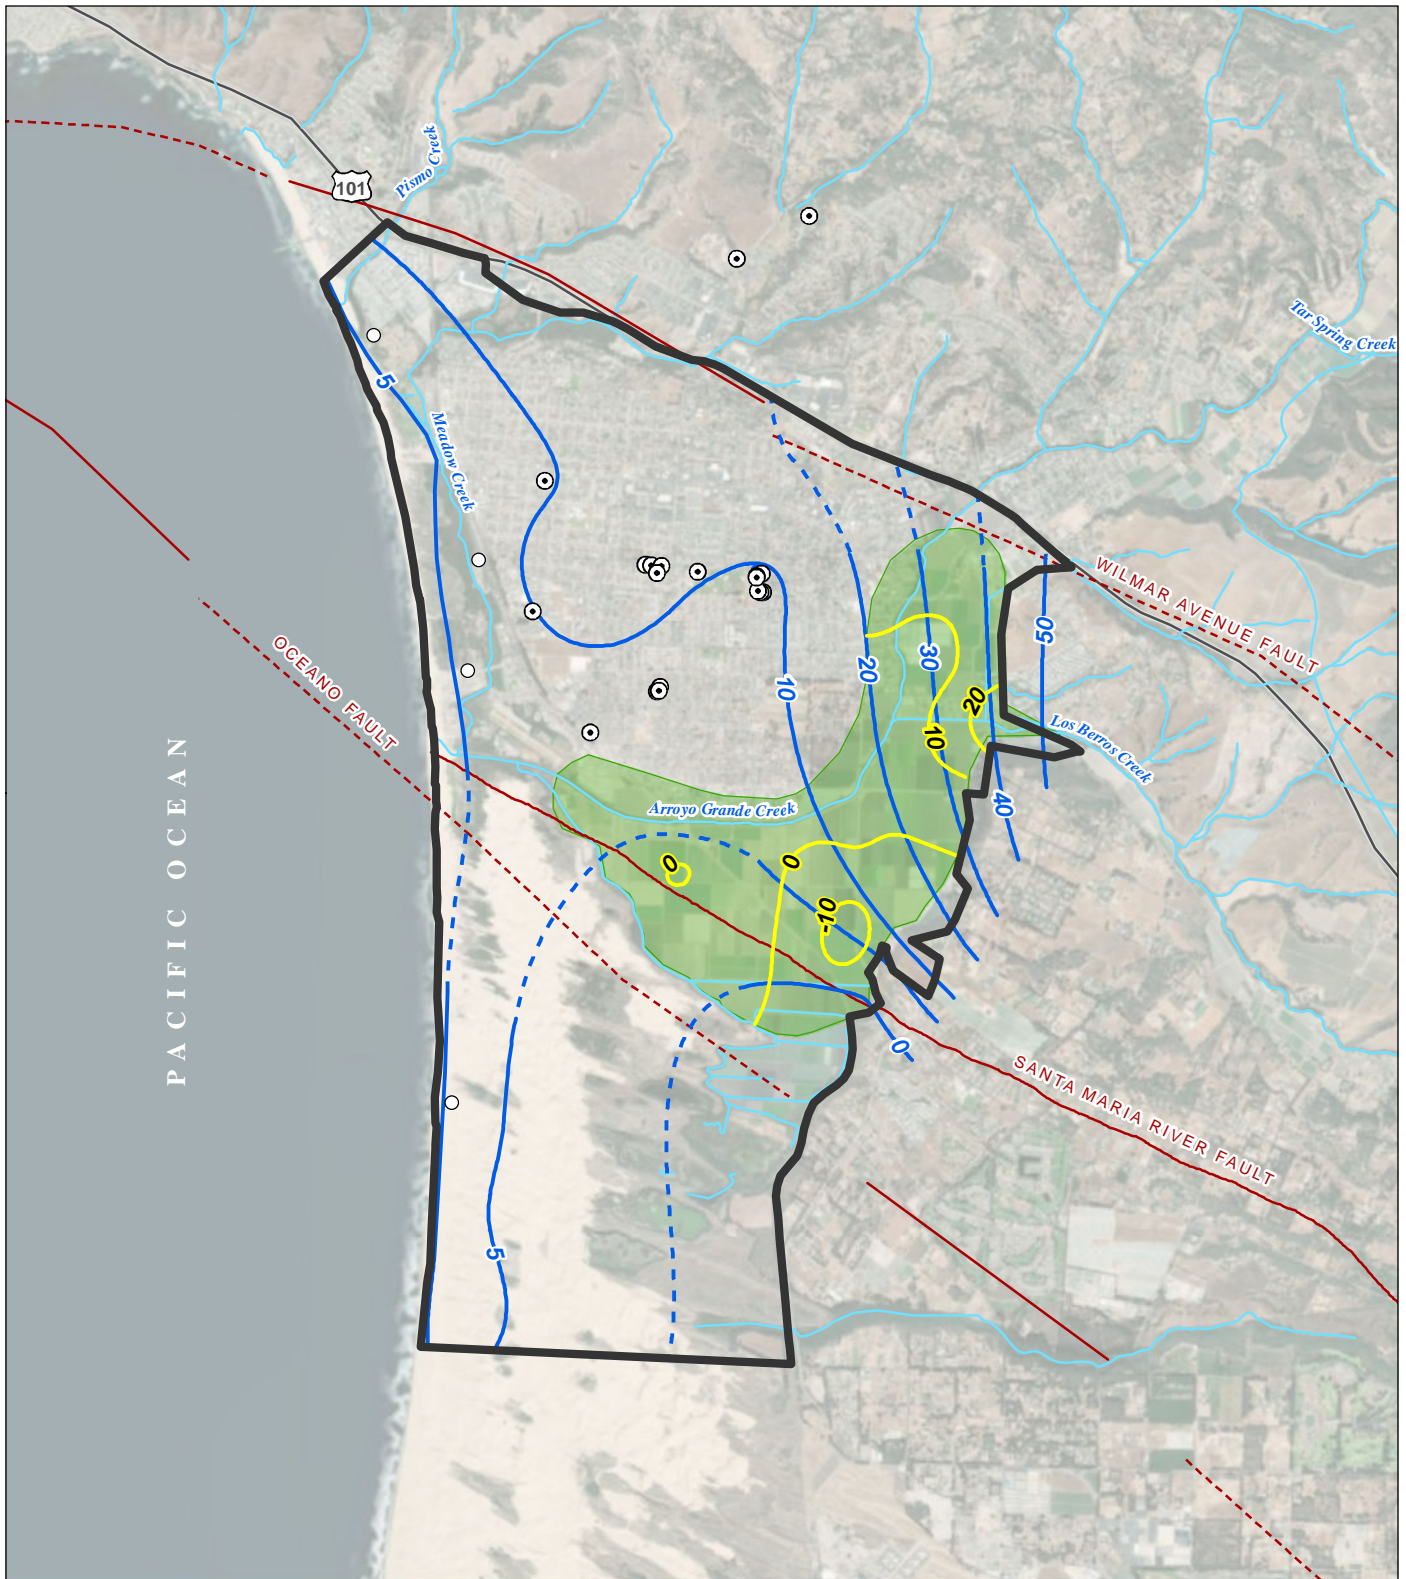 Pismo Creek
101
Tar Spring Creek
5
Meadow Creek
WILMAR AVENUE FAULT
50
OCEANO FAULT
30
20
10
20
10
Los Berros Creek
PACIFIC OCEAN
Arroyo Grande Creek
40
0
0
-10
0
SANTA MARIA RIVER FAULT
5